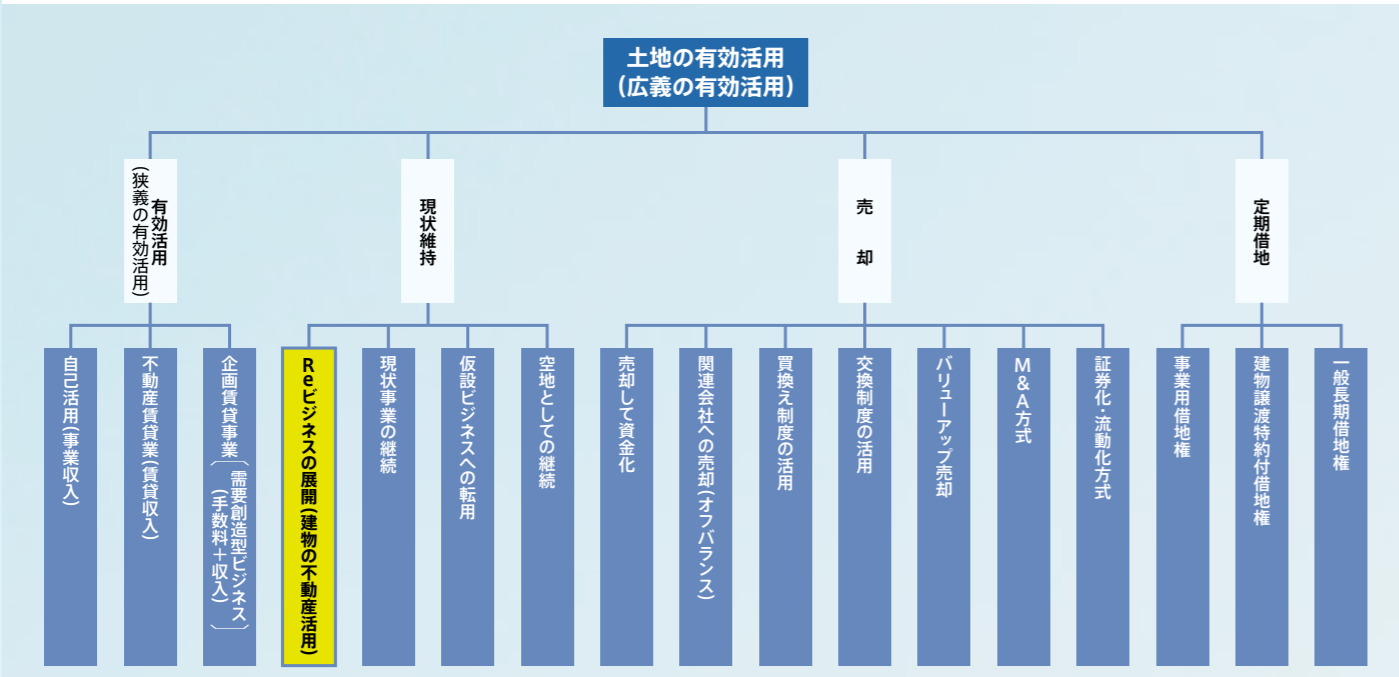 土地の有効活用
(広義の有効活用)
有効活用
(狭義の有効活用)
現状維持
売却
定期借地
自己活用(事業収入)
不動産賃貸業(賃貸収入)
企画賃貸事業
需要創造型ビジネス
(手数料＋収入)
Reビジネスの展開(建物の不動産活用)
現状事業の継続
仮設ビジネスへの転用
空地としての継続
売却して資金化
関連会社への売却(オフバランス)
買換え制度の活用
交換制度の活用
バリューアップ売却
M&A方式
証券化・流動化方式
事業用借地権
建物譲渡特約付借地権
一般長期借地権